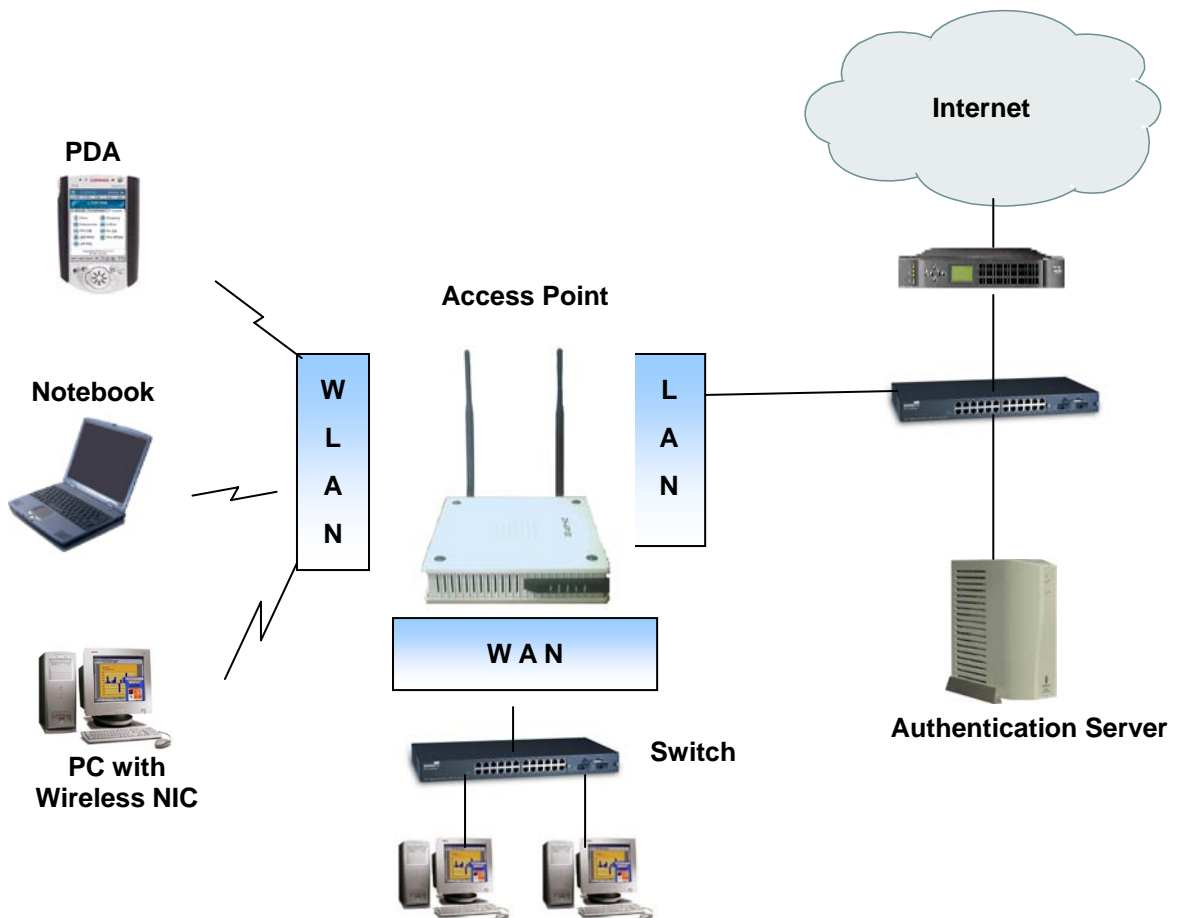 Internet
PDA
Access Point
W
L
A
N
L
A
N
Notebook
W A N
Switch
Authentication Server
PC with
Wireless NIC